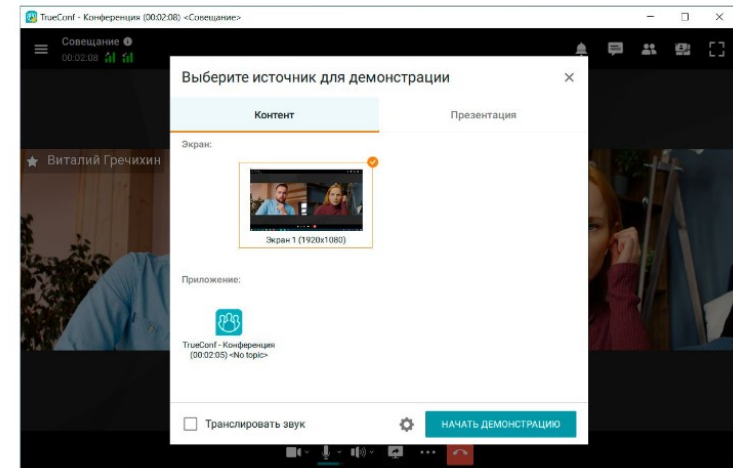 TrueConf - Конференция (00:02:08) <Совещание>
Совещание
00:02:08
Выберите источник для демонстрации
Контент
Презентация
Экран:
Виталий Гречихин
Экран 1 (1920x1080)
Приложение:
TrueConf - Конференция
(00:02:05) <No topic>
Транслировать звук
НАЧАТЬ ДЕМОНСТРАЦИЮ